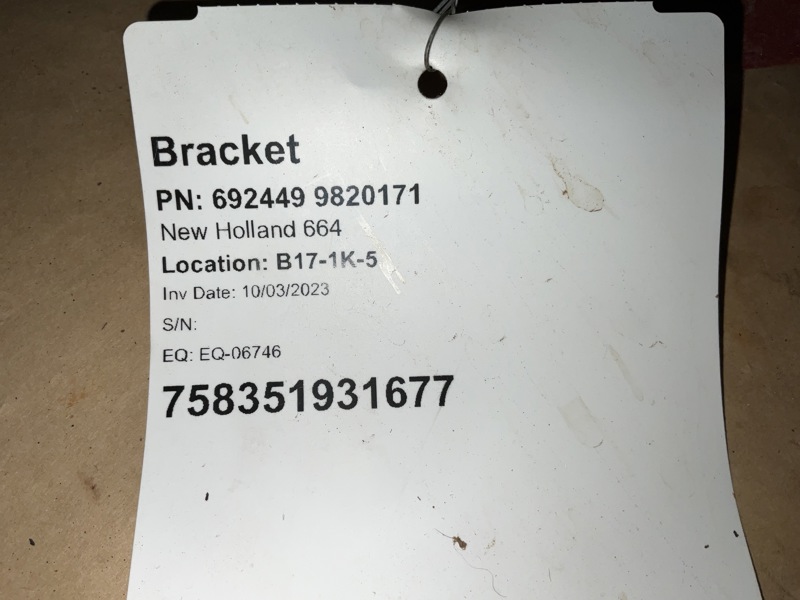 Bracket
PN: 692449 9820171
New Holland 664
Location: B17-1K-5
Inv Date: 10/03/2023
S/N:
EQ: EQ-06746
758351931677